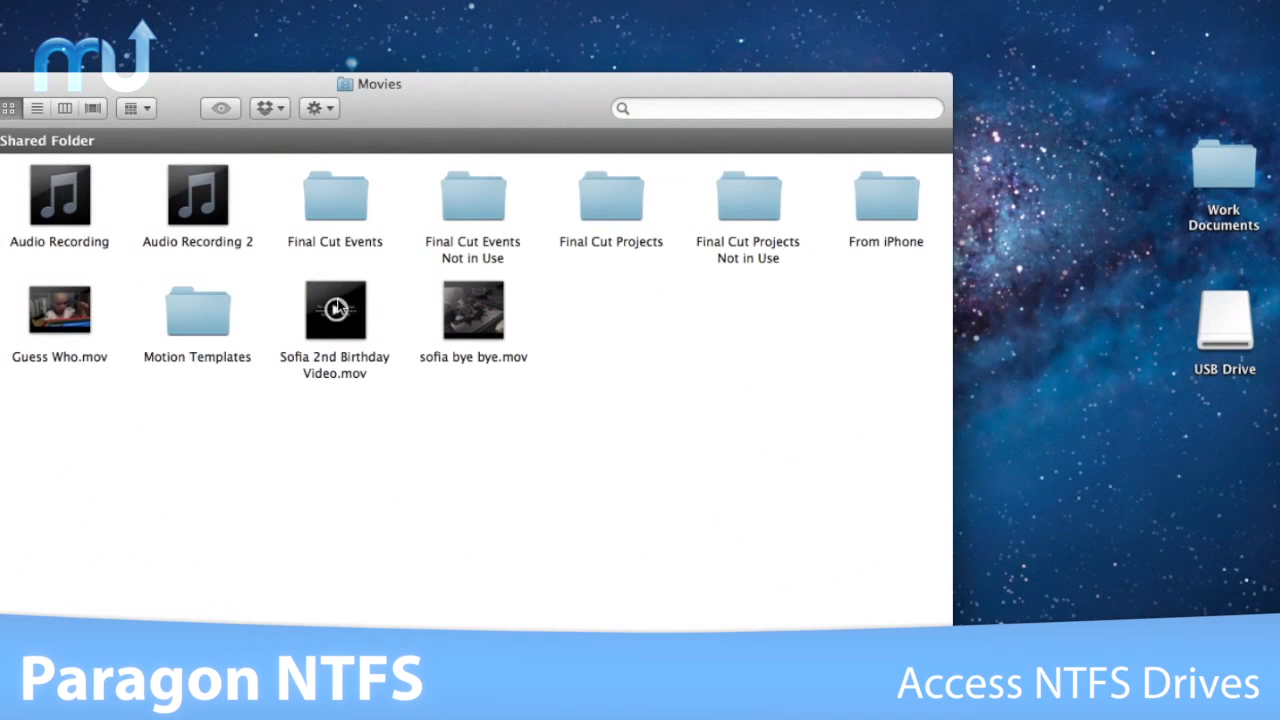 mu
Movies
Shared Folder
Audio Recording
Audio Recording 2
Final Cut Events
Final Cut Events
Not in Use
Final Cut Projects
Final Cut Projects
Not in Use
From iPhone
Work
Documents
Guess Who.mov
Motion Templates
Sofia 2nd Birthday
Video.mov
sofia bye bye.mov
USB Drive
Paragon NTFS
Access NTFS Drives